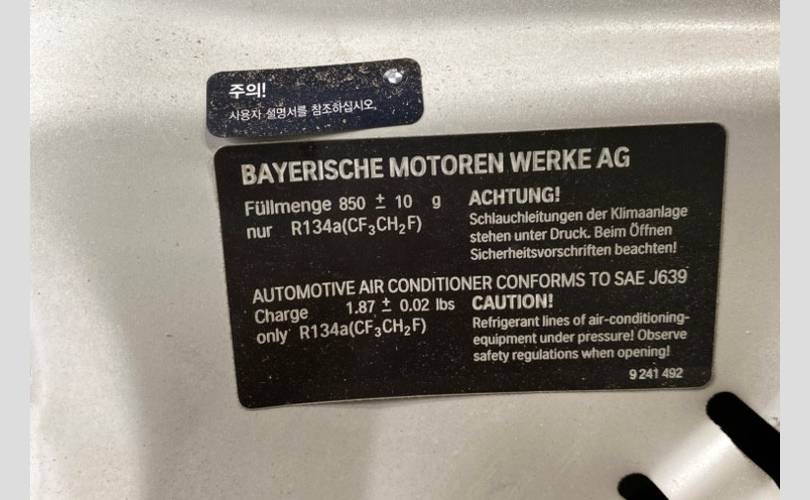 주의!
사용자 설명서를 참조하십시오.
BAYERISCHE MOTOREN WERKE AG
Füllmenge 850 ± 10 g
nur R134a(CF₃CH₂F)
ACHTUNG!
Schlauchleitungen der Klimaanlage
stehen unter Druck. Beim Öffnen
Sicherheitsvorschriften beachten!
AUTOMOTIVE AIR CONDITIONER CONFORMS TO SAE J639
Charge 1.87 ± 0.02 lbs
only R134a(CF₃CH₂F)
CAUTION!
Refrigerant lines of air-conditioning-
equipment under pressure! Observe
safety regulations when opening!
9 241 492